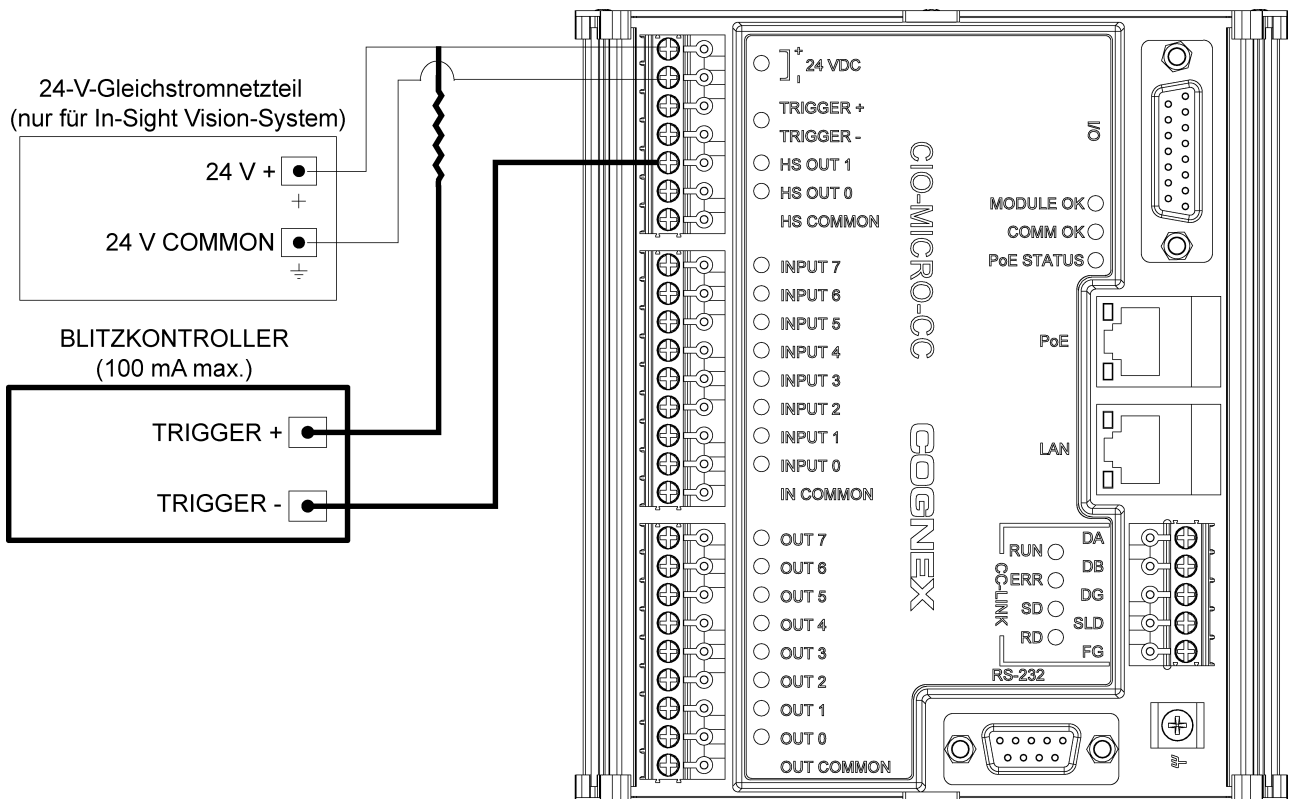 24-V-Gleichstromnetzteil
(nur für In-Sight Vision-System)
24 V +
+
24 V COMMON
BLITZKONTROLLER
(100 mA max.)
TRIGGER +
TRIGGER -
+
-
24 VDC
TRIGGER +
TRIGGER -
HS OUT 1
HS OUT 0
HS COMMON
INPUT 7
INPUT 6
INPUT 5
INPUT 4
INPUT 3
INPUT 2
INPUT 1
INPUT 0
IN COMMON
OUT 7
OUT 6
OUT 5
OUT 4
OUT 3
OUT 2
OUT 1
OUT 0
OUT COMMON
CIO-MICRO-CC
COGNEX
I/O
MODULE OK
COMM OK
PoE STATUS
PoE
LAN
CC-LINK
RUN
ERR
SD
RD
DA
DB
DG
SLD
FG
RS-232